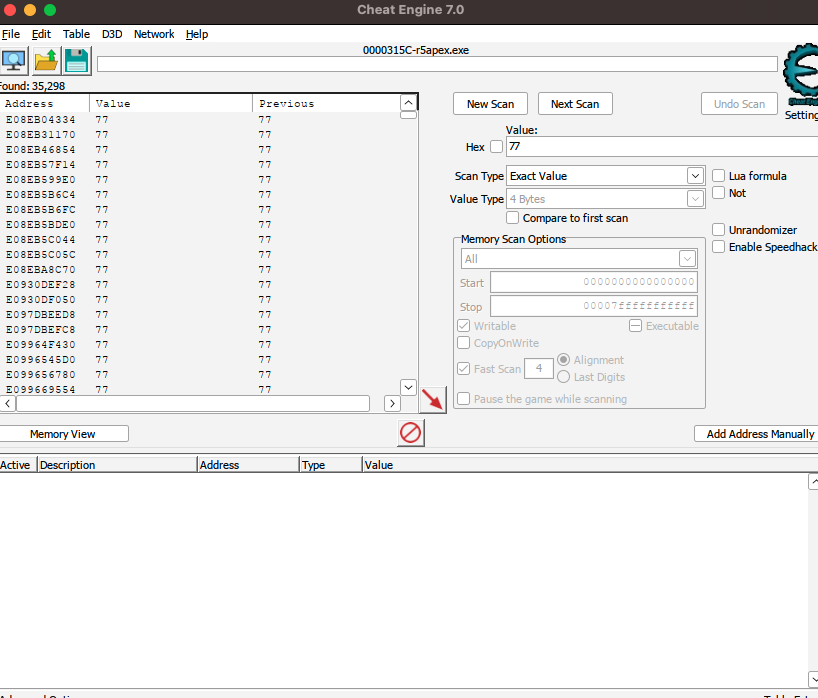 Cheat Engine 7.0
File Edit Table D3D Network Help
0000315C-r5apex.exe
Found: 35,298
Address Value Previous
E08EB04334 77 77
E08EB31170 77 77
E08EB46854 77 77
E08EB57F14 77 77
E08EB599E0 77 77
E08EB5B6C4 77 77
E08EB5B6FC 77 77
E08EB5BDE0 77 77
E08EB5C044 77 77
E08EB5C05C 77 77
E08EBA8C70 77 77
E0930DEF28 77 77
E0930DF050 77 77
E097DBEED8 77 77
E097DBEFC8 77 77
E09964F430 77 77
E0996545D0 77 77
E099656780 77 77
E099669554 77 77
New Scan Next Scan Undo Scan
Cheat Engine
Setting
Value:
Hex 77
Scan Type Exact Value
Lua formula
Value Type 4 Bytes
Not
Compare to first scan
Memory Scan Options
Unrandomizer
Enable Speedhack
All
Start 0000000000000000
Stop 00007fffffffffff
Writable Executable
CopyOnWrite
Fast Scan 4 Alignment
Last Digits
Pause the game while scanning
Memory View
Add Address Manually
Active Description Address Type Value